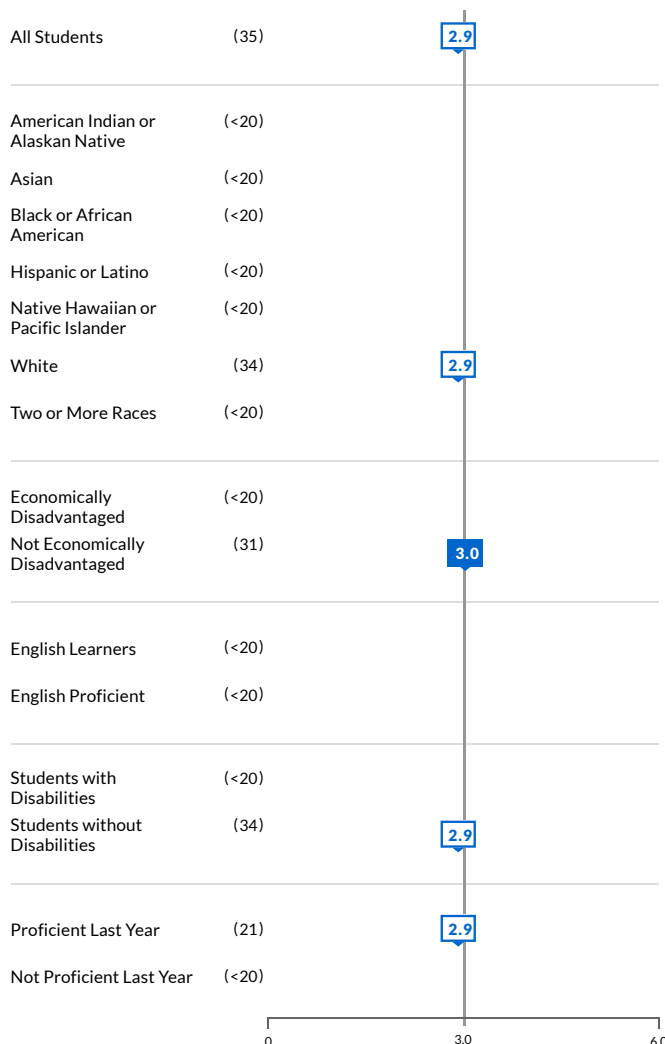 All Students (35) 2.9
American Indian or (<20)
Alaskan Native
Asian (<20)
Black or African (<20)
American
Hispanic or Latino (<20)
Native Hawaiian or (<20)
Pacific Islander
White (34) 2.9
Two or More Races (<20)
Economically (<20)
Disadvantaged
Not Economically (31) 3.0
Disadvantaged
English Learners (<20)
English Proficient (<20)
Students with (<20)
Disabilities
Students without (34) 2.9
Disabilities
Proficient Last Year (21) 2.9
Not Proficient Last Year (<20)
0 3.0 6.0